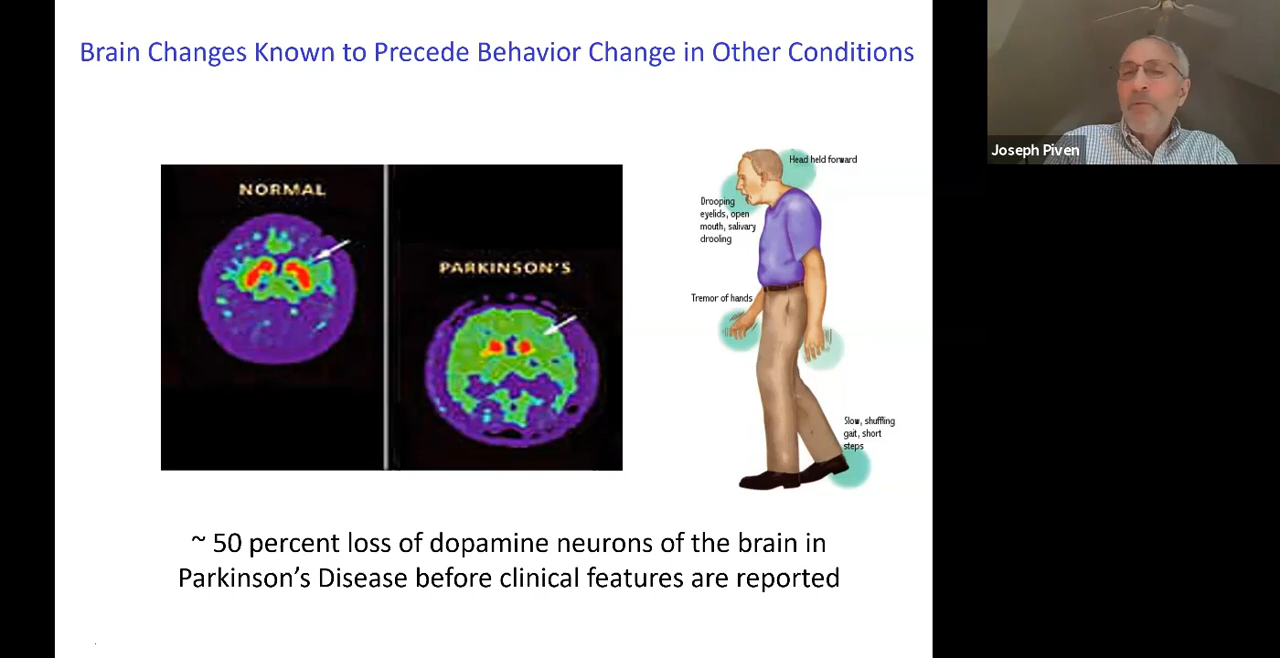 Brain Changes Known to Precede Behavior Change in Other Conditions
Joseph Piven
NORMAL
PARKINSON'S
Head held forward
Drooping
eyelids, open
mouth, salivary
drooling
Tremor of hands
Slow, shuffling
gait, short
steps
~ 50 percent loss of dopamine neurons of the brain in
Parkinson’s Disease before clinical features are reported